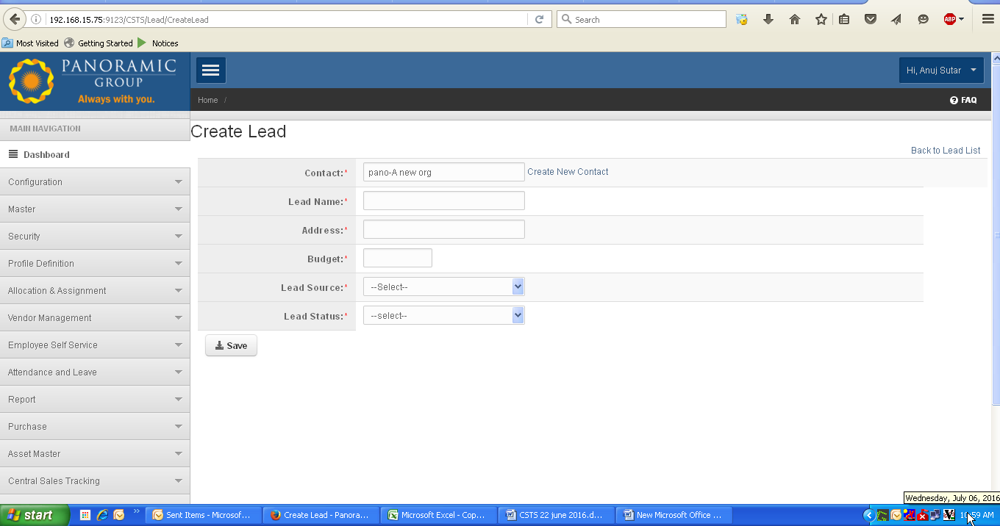 192.168.15.75:9123/CSTS/Lead/CreateLead
Search
ABP
Most Visited Getting Started Notices
PANORAMIC
GROUP
Always with you.
Hi, Anuj Sutar
Home /
FAQ
MAIN NAVIGATION
Dashboard
Configuration
Master
Security
Profile Definition
Allocation & Assignment
Vendor Management
Employee Self Service
Attendance and Leave
Report
Purchase
Asset Master
Central Sales Tracking
Create Lead
Back to Lead List
Contact:* pano-A new org Create New Contact
Lead Name:*
Address:*
Budget:*
Lead Source:* --Select--
Lead Status:* --select--
Save
Wednesday, July 06, 2016
start
Sent Items - Microsof...
Create Lead - Panora...
Microsoft Excel - Cop...
CSTS 22 june 2016.d...
New Microsoft Office ...
10:59 AM